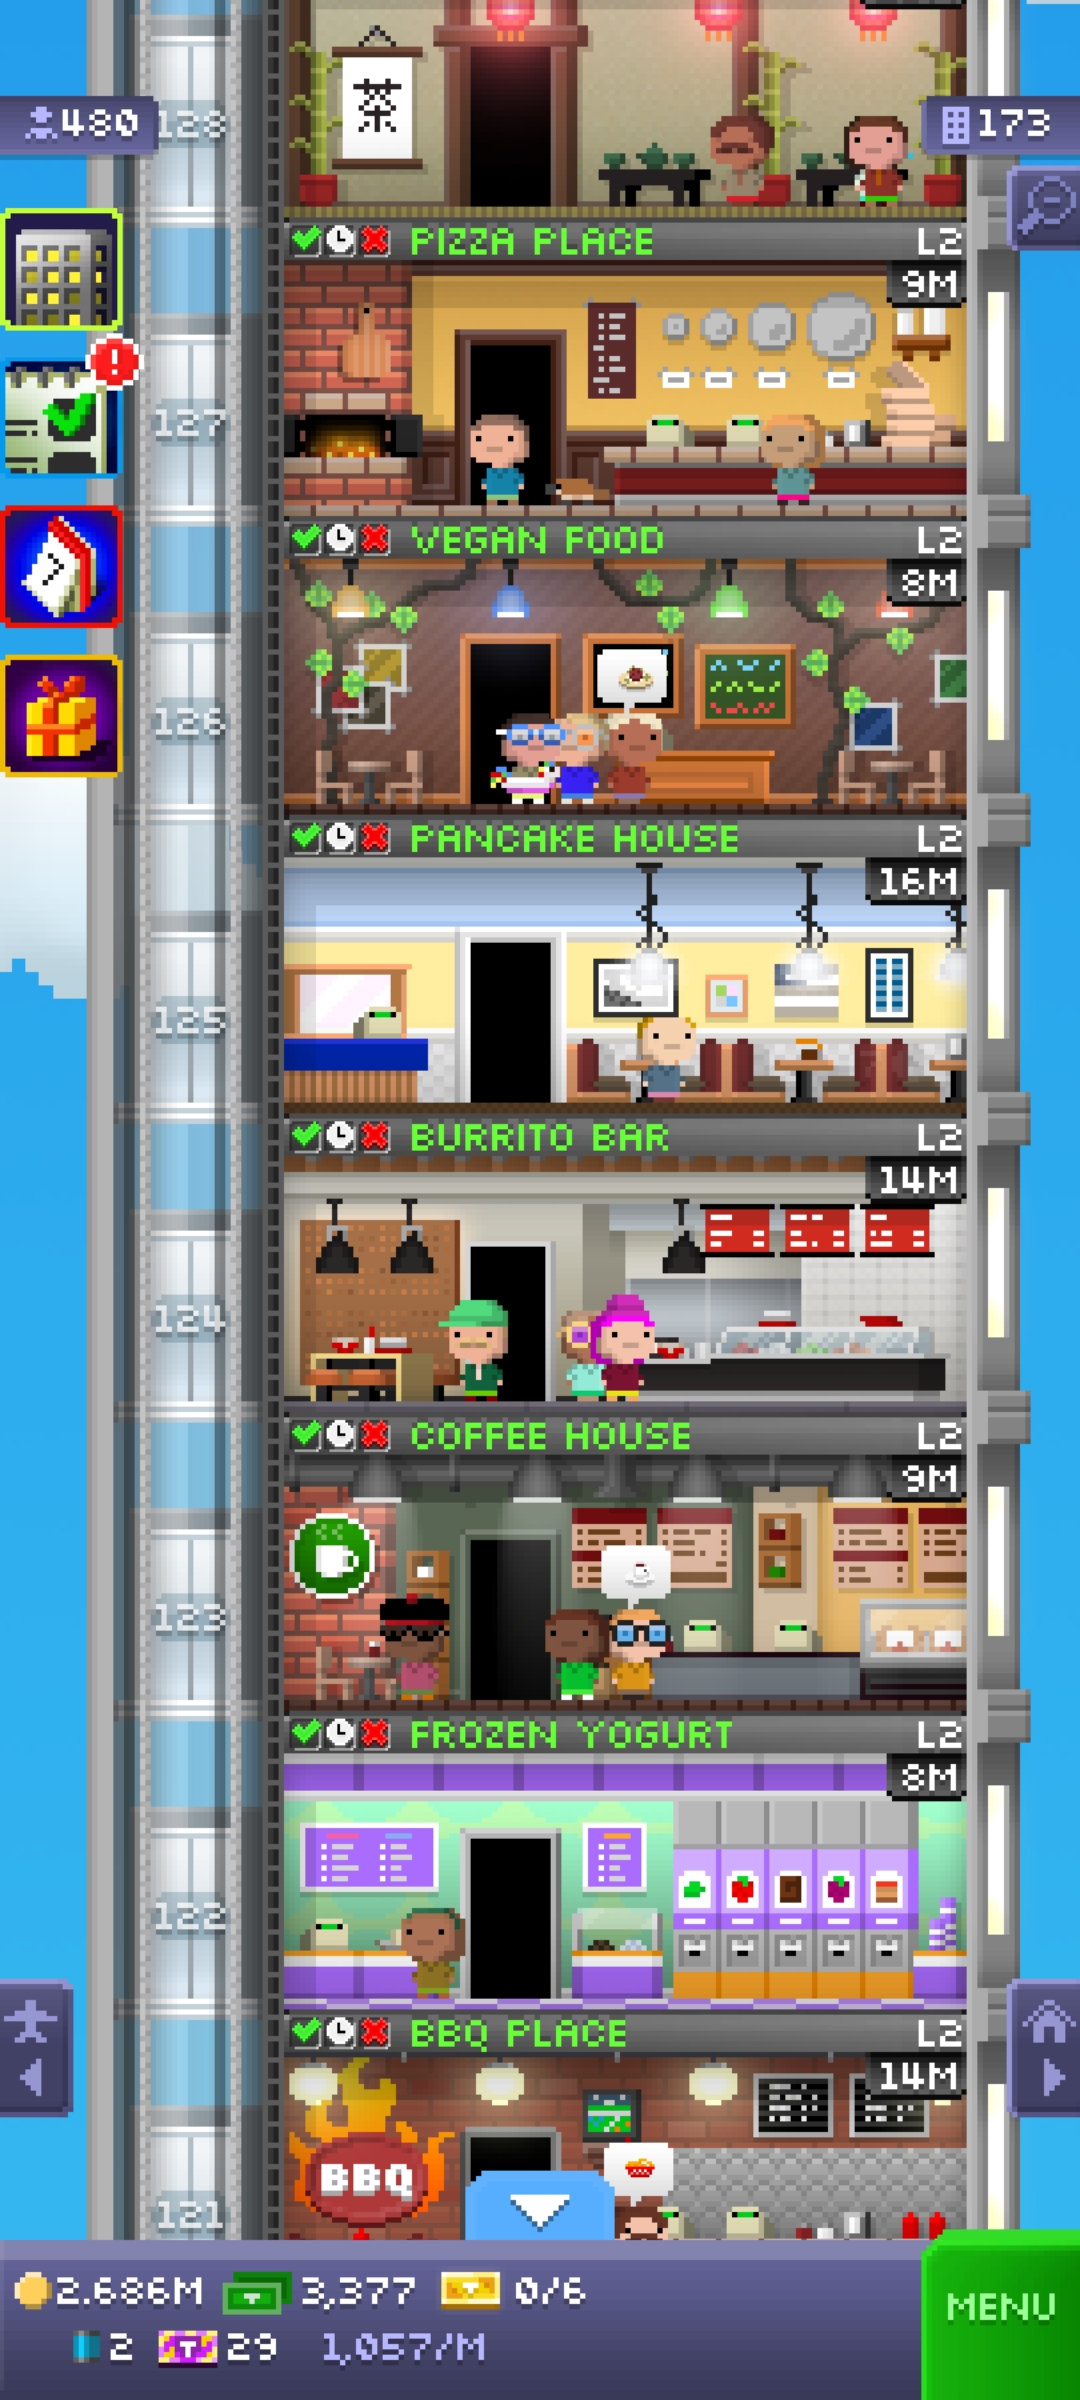 480
128
茶
173
PIZZA PLACE L2
9M
127
7
VEGAN FOOD L2
8M
126
PANCAKE HOUSE L2
16M
125
BURRITO BAR L2
14M
124
COFFEE HOUSE L2
9M
123
FROZEN YOGURT L2
8M
122
BBQ PLACE L2
14M
BBQ
121
2.686M 3,377 0/6
MENU
2 T 29 1,057/M